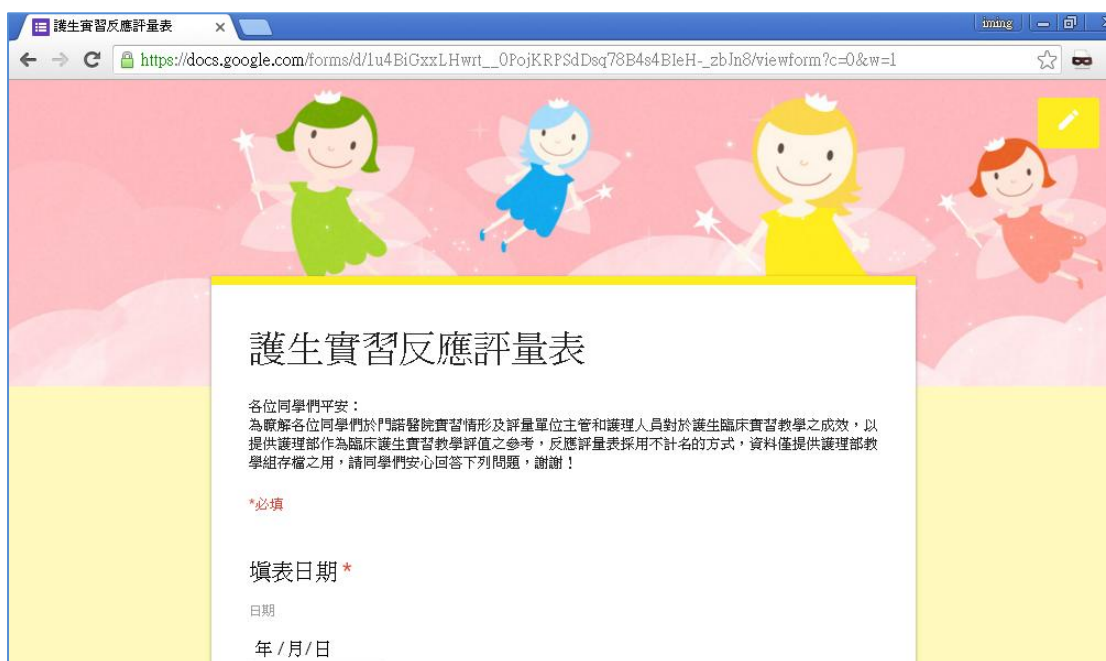 護生實習反應評量表
iming
https://docs.google.com/forms/d/1u4BiGxxLHwrt__0PojKRPSdDsq78B4s4BIeH-_zbJn8/viewform?c=0&w=1
護生實習反應評量表
各位同學們平安：
為瞭解各位同學們於門諾醫院實習情形及評量單位主管和護理人員對於護生臨床實習教學之成效，以
提供護理部作為臨床護生實習教學評值之參考，反應評量表採用不計名的方式，資料僅提供護理部教
學組存檔之用，請同學們安心回答下列問題，謝謝！
*必填
填表日期 *
日期
年 /月/日